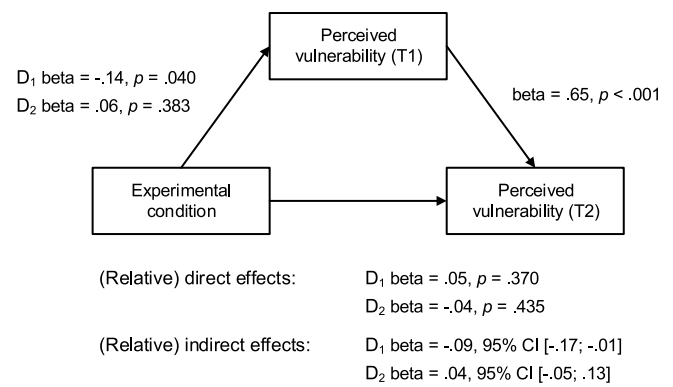 Perceived
vulnerability (T1)
D₁ beta = -.14, p = .040
D₂ beta = .06, p = .383
beta = .65, p < .001
Experimental
condition
Perceived
vulnerability (T2)
(Relative) direct effects: D₁ beta = .05, p = .370
D₂ beta = -.04, p = .435
(Relative) indirect effects: D₁ beta = -.09, 95% CI [-.17; -.01]
D₂ beta = .04, 95% CI [-.05; .13]